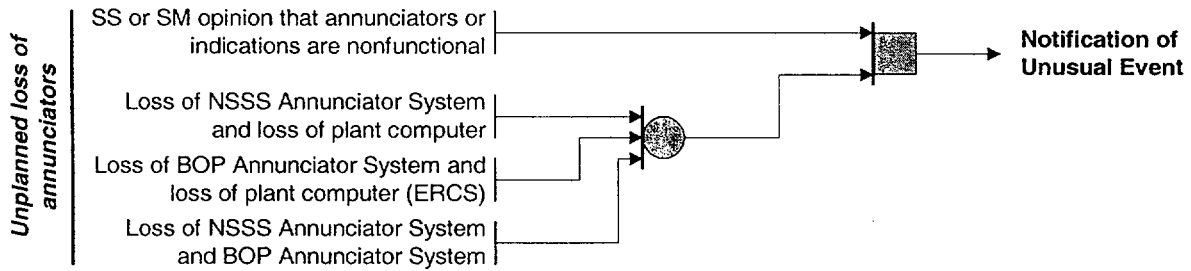 Unplanned loss of
annunciators
SS or SM opinion that annunciators or
indications are nonfunctional
Loss of NSSS Annunciator System
and loss of plant computer
Loss of BOP Annunciator System and
loss of plant computer (ERCS)
Loss of NSSS Annunciator System
and BOP Annunciator System
Notification of
Unusual Event